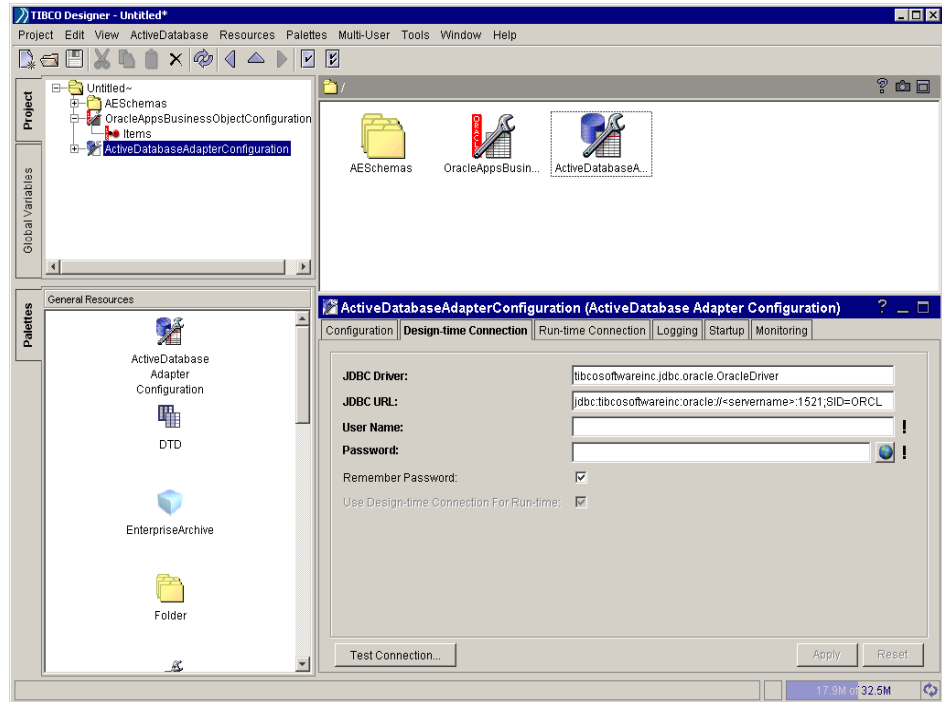 TIBCO Designer - Untitled*
Project Edit View ActiveDatabase Resources Palettes Multi-User Tools Window Help
Project
Global Variables
Untitled~
AESchemas
OracleAppsBusinessObjectConfiguration
Items
ActiveDatabaseAdapterConfiguration
/
?
AESchemas
ORACLE
OracleAppsBusin...
ActiveDatabaseA...
Palettes
General Resources
ActiveDatabase
Adapter
Configuration
DTD
EnterpriseArchive
Folder
ActiveDatabaseAdapterConfiguration (ActiveDatabase Adapter Configuration) ?
Configuration Design-time Connection Run-time Connection Logging Startup Monitoring
JDBC Driver: tibcosoftwareinc.jdbc.oracle.OracleDriver
JDBC URL: jdbc:tibcosoftwareinc:oracle://<servername>:1521;SID=ORCL
User Name: !
Password: !
Remember Password:
Use Design-time Connection For Run-time:
Test Connection... Apply Reset
17.9M of 32.5M